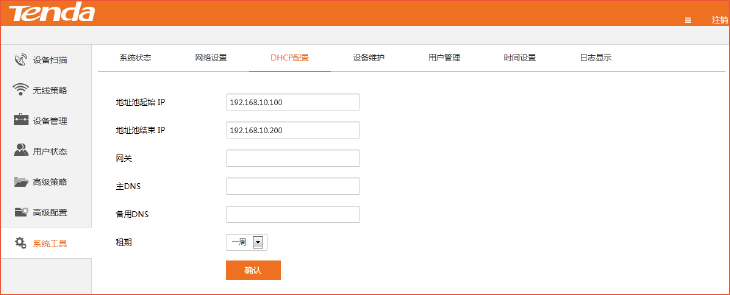 Tenda
注销
系统状态 网络设置 DHCP配置 设备维护 用户管理 时间设置 日志显示
设备扫描
无线策略
设备管理
用户状态
高级策略
高级配置
系统工具
地址池起始 IP 192.168.10.100
地址池结束 IP 192.168.10.200
网关
主DNS
备用DNS
租期 一周
确认